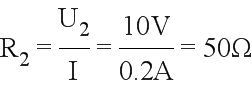 R₂ = U₂/I = 10V/0.2A = 50Ω